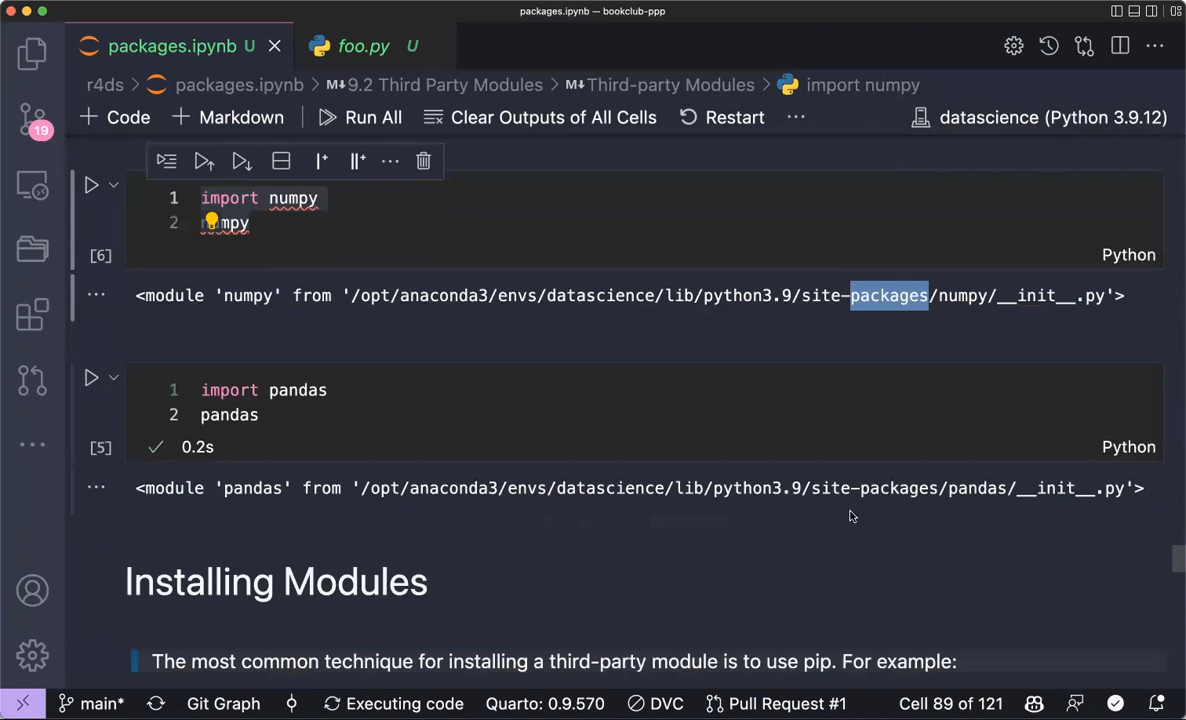 packages.ipynb — bookclub-ppp
packages.ipynb U
foo.py U
r4ds > packages.ipynb > M↓9.2 Third Party Modules > M↓Third-party Modules > import numpy
+ Code + Markdown Run All Clear Outputs of All Cells Restart ··· datascience (Python 3.9.12)
1 import numpy
2 numpy
[6] Python
<module 'numpy' from '/opt/anaconda3/envs/datascience/lib/python3.9/site-packages/numpy/__init__.py'>
1 import pandas
2 pandas
[5] 0.2s Python
<module 'pandas' from '/opt/anaconda3/envs/datascience/lib/python3.9/site-packages/pandas/__init__.py'>
Installing Modules
The most common technique for installing a third-party module is to use pip. For example:
19
main* Git Graph Executing code Quarto: 0.9.570 DVC Pull Request #1 Cell 89 of 121